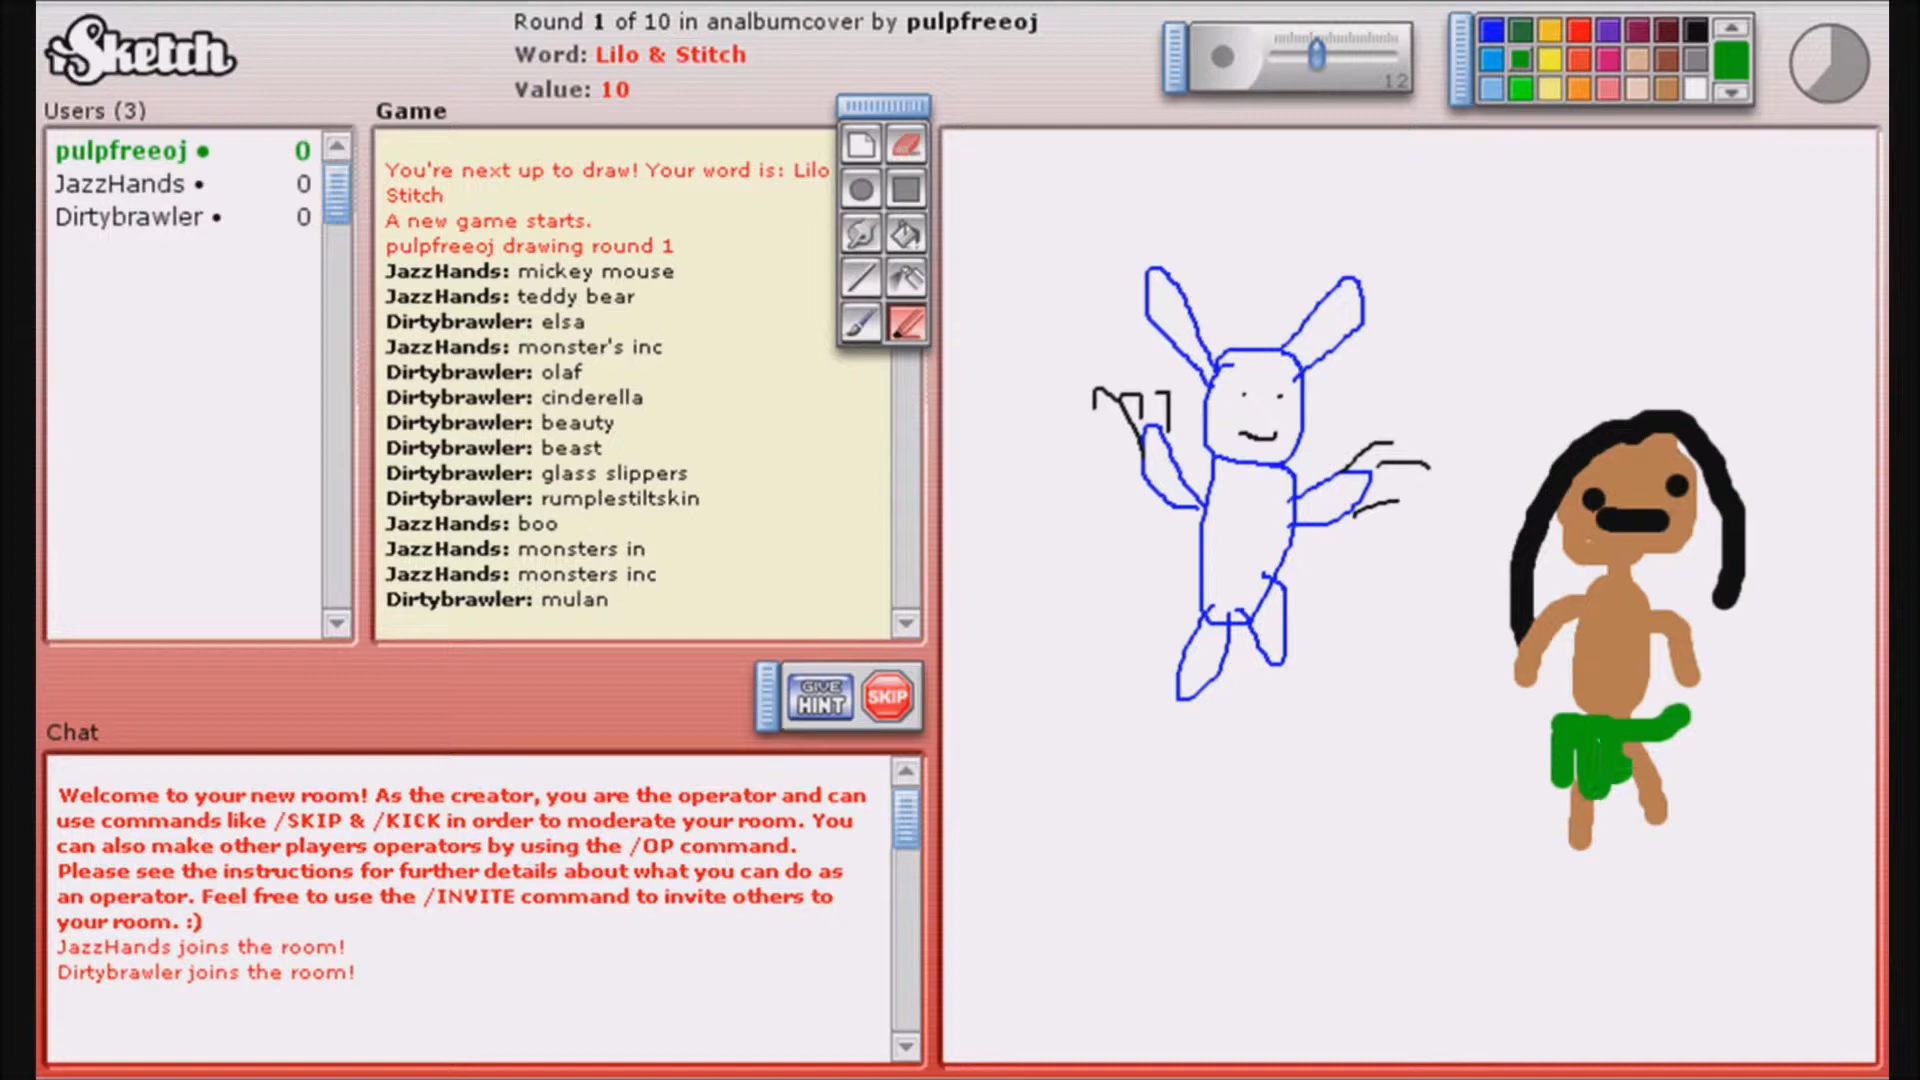 iSketch
Round 1 of 10 in analbumcover by pulpfreeoj
Word: Lilo & Stitch
Value: 10
12
Users (3)
pulpfreeoj • 0
JazzHands • 0
Dirtybrawler • 0
Game
You're next up to draw! Your word is: Lilo
Stitch
A new game starts.
pulpfreeoj drawing round 1
JazzHands: mickey mouse
JazzHands: teddy bear
Dirtybrawler: elsa
JazzHands: monster's inc
Dirtybrawler: olaf
Dirtybrawler: cinderella
Dirtybrawler: beauty
Dirtybrawler: beast
Dirtybrawler: glass slippers
Dirtybrawler: rumplestiltskin
JazzHands: boo
JazzHands: monsters in
JazzHands: monsters inc
Dirtybrawler: mulan
GIVE
HINT
SKIP
Chat
Welcome to your new room! As the creator, you are the operator and can
use commands like /SKIP & /KICK in order to moderate your room. You
can also make other players operators by using the /OP command.
Please see the instructions for further details about what you can do as
an operator. Feel free to use the /INVITE command to invite others to
your room. :)
JazzHands joins the room!
Dirtybrawler joins the room!